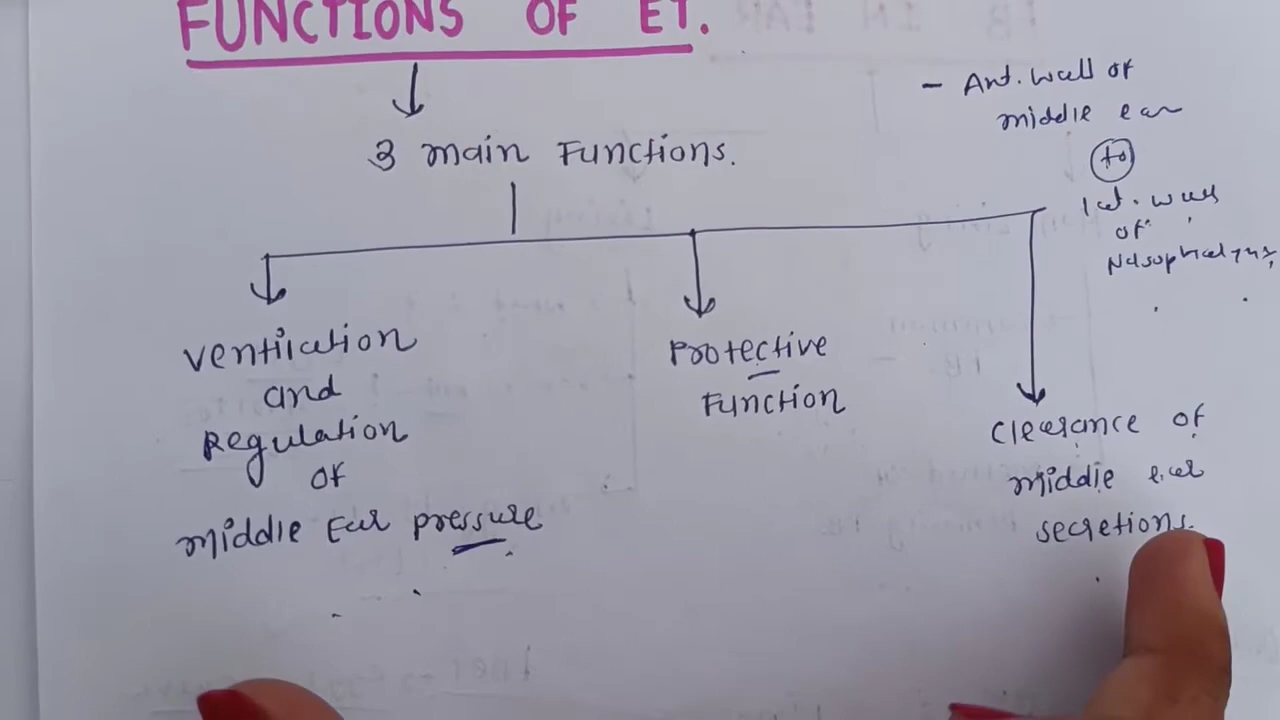 FUNCTIONS OF ET.
3 main Functions.
- Ant. wall of
middle ear
to
Lat. wall
of
Nasopharynx
Ventilation
and
Regulation
of
middle Ear pressure
Protective
Function
Clearance of
middle ear
secretions.